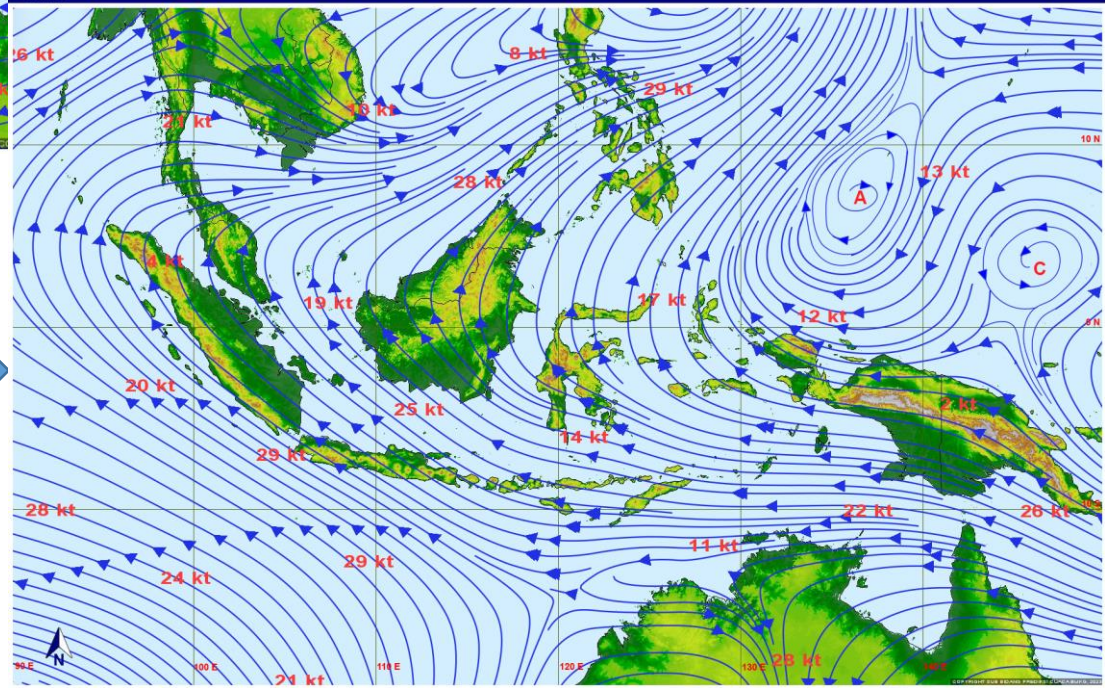 26 kt
8 kt
29 kt
10 kt
21 kt
10 N
13 kt
28 kt
A
4 kt
C
19 kt
17 kt
12 kt
0 N
20 kt
2 kt
25 kt
14 kt
29 kt
28 kt
22 kt
26 kt
10 S
11 kt
29 kt
24 kt
N
100 E
110 E
120 E
130 E
28 kt
21 kt